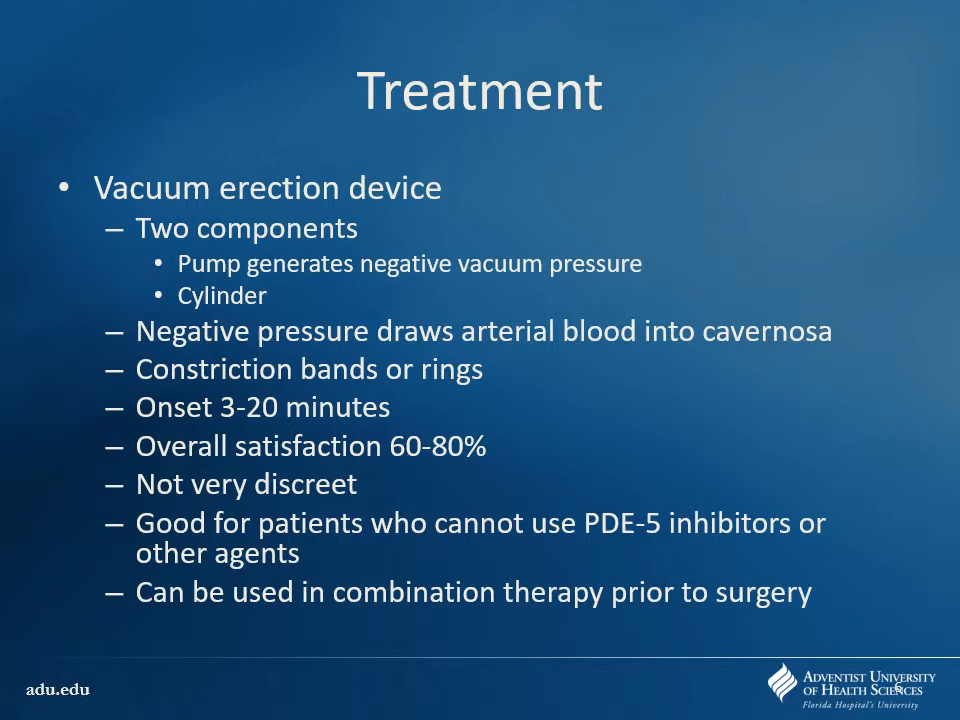 Treatment
• Vacuum erection device
– Two components
• Pump generates negative vacuum pressure
• Cylinder
– Negative pressure draws arterial blood into cavernosa
– Constriction bands or rings
– Onset 3-20 minutes
– Overall satisfaction 60-80%
– Not very discreet
– Good for patients who cannot use PDE-5 inhibitors or
other agents
– Can be used in combination therapy prior to surgery
adu.edu
ADVENTIST UNIVERSITY
OF HEALTH SCIENCES
Florida Hospital's University
6